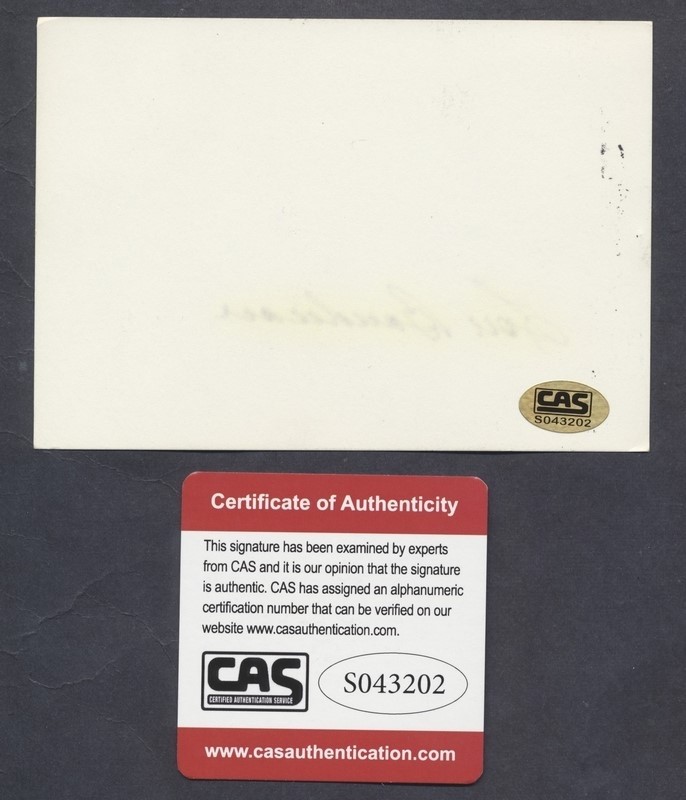 CAS
S043202
Certificate of Authenticity
This signature has been examined by experts
from CAS and it is our opinion that the signature
is authentic. CAS has assigned an alphanumeric
certification number that can be verified on our
website www.casauthentication.com.
CAS
CERTIFIED AUTHENTICATION SERVICE
S043202
www.casauthentication.com